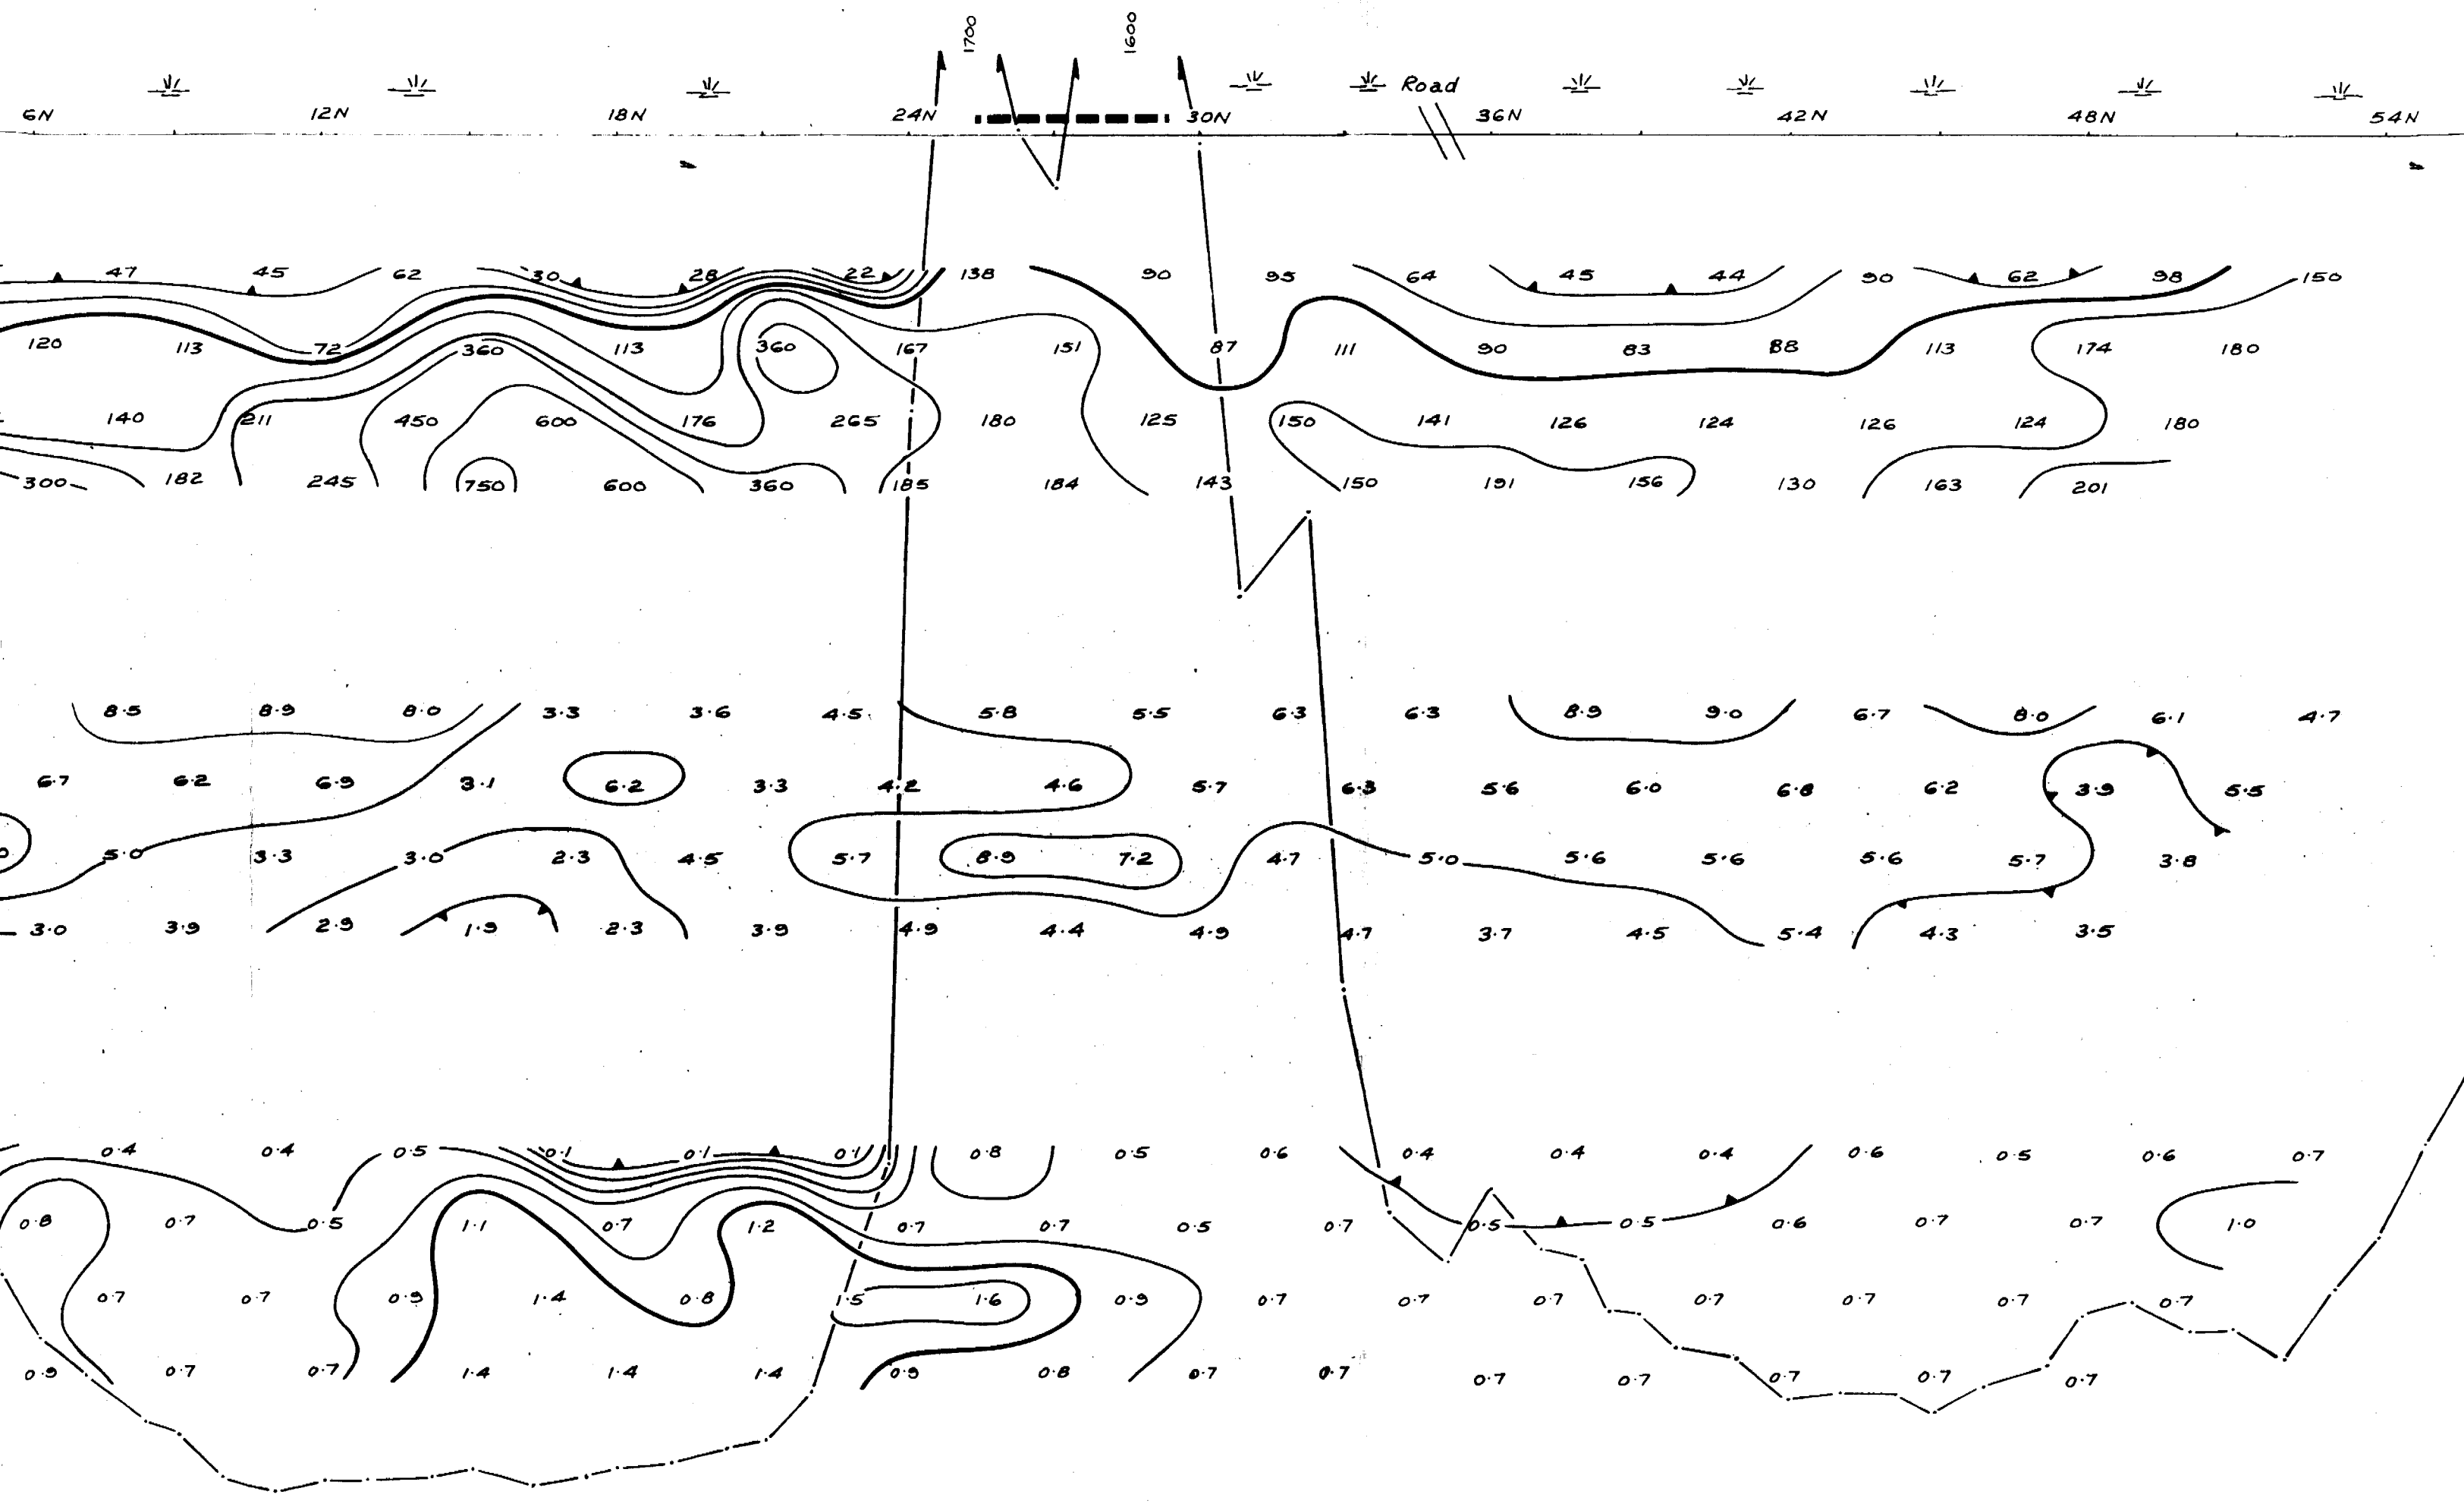 1700 1600
Road
6N 12N 18N 24N 30N 36N 42N 48N 54N
47 45 62 30 28 22 138 90 95 64 45 44 90 62 98 150
120 113 72 360 113 360 167 151 87 111 90 83 88 113 174 180
140 211 450 600 176 265 180 125 150 141 126 124 126 124 180
300 182 245 750 600 360 185 184 143 150 191 156 130 163 201
8.5 8.9 8.0 3.3 3.6 4.5 5.8 5.5 6.3 6.3 8.9 9.0 6.7 8.0 6.1 4.7
6.7 6.2 6.9 3.1 6.2 3.3 4.2 4.6 5.7 6.3 5.6 6.0 6.8 6.2 3.9 5.5
5.0 3.3 3.0 2.3 4.5 5.7 8.9 7.2 4.7 5.0 5.6 5.6 5.6 5.7 3.8
3.0 3.9 2.9 1.9 2.3 3.9 4.9 4.4 4.9 4.7 3.7 4.5 5.4 4.3 3.5
0.4 0.4 0.5 0.1 0.1 0.1 0.8 0.5 0.6 0.4 0.4 0.4 0.6 0.5 0.6 0.7
0.8 0.7 0.5 1.1 0.7 1.2 0.7 0.7 0.5 0.7 0.5 0.5 0.6 0.7 0.7 1.0
0.7 0.7 0.9 1.4 0.8 1.5 1.6 0.9 0.7 0.7 0.7 0.7 0.7 0.7 0.7
0.9 0.7 0.7 1.4 1.4 1.4 0.9 0.8 0.7 0.7 0.7 0.7 0.7 0.7 0.7